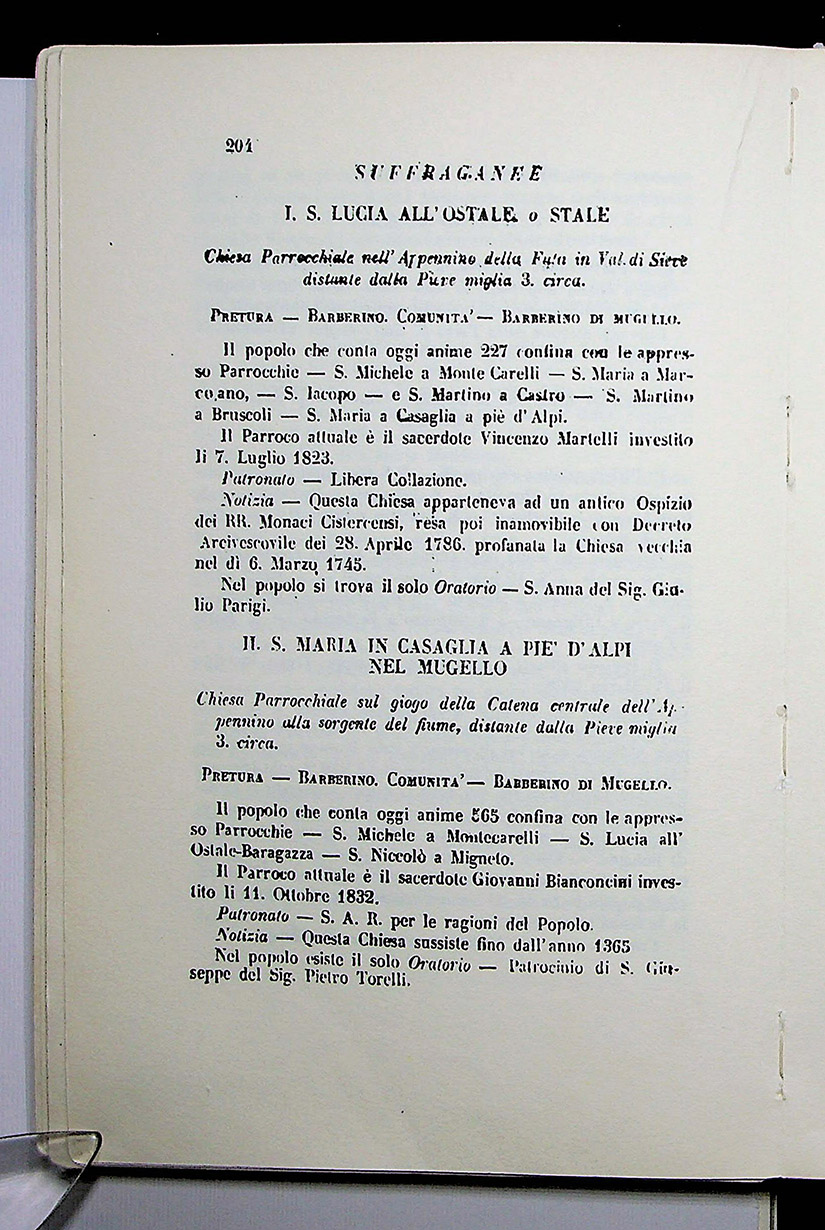 204
SUFFRAGANEE
I. S. LUCIA ALL'OSTALE o STALE
Chiesa Parrocchiale nell'Appennino della Futa in Val di Sieve
distante dalla Pieve miglia 3. circa.
PRETURA — BARBERINO. COMUNITA' — BARBERINO DI MUGELLO.
Il popolo che conta oggi anime 227 confina con le appres-
so Parrocchie — S. Michele a Monte Carelli — S. Maria a Mar-
cojano, — S. Iacopo — e S. Martino a Castro — S. Martino
a Bruscoli — S. Maria a Casaglia a piè d'Alpi.
Il Parroco attuale è il sacerdote Vincenzo Martelli investito
li 7. Luglio 1823.
Patronato — Libera Collazione.
Notizia — Questa Chiesa apparteneva ad un antico Ospizio
dei RR. Monaci Cistercensi, resa poi inamovibile con Decreto
Arcivescovile dei 28. Aprile 1786. profanata la Chiesa vecchia
nel dì 6. Marzo 1745.
Nel popolo si trova il solo Oratorio — S. Anna del Sig. Giu-
lio Parigi.
II. S. MARIA IN CASAGLIA A PIE' D'ALPI
NEL MUGELLO
Chiesa Parrocchiale sul giogo della Catena centrale dell'Ap-
pennino alla sorgente del fiume, distante dalla Pieve miglia
3. circa.
PRETURA — BARBERINO. COMUNITA' — BARBERINO DI MUGELLO.
Il popolo che conta oggi anime 565 confina con le appres-
so Parrocchie — S. Michele a Montecarelli — S. Lucia all'
Ostale-Baragazza — S. Niccolò a Migneto.
Il Parroco attuale è il sacerdote Giovanni Bianconcini inves-
tito li 11. Ottobre 1832.
Patronato — S. A. R. per le ragioni del Popolo.
Notizia — Questa Chiesa sussiste fino dall'anno 1365
Nel popolo esiste il solo Oratorio — Patrocinio di S. Giu-
seppe del Sig. Pietro Torelli.